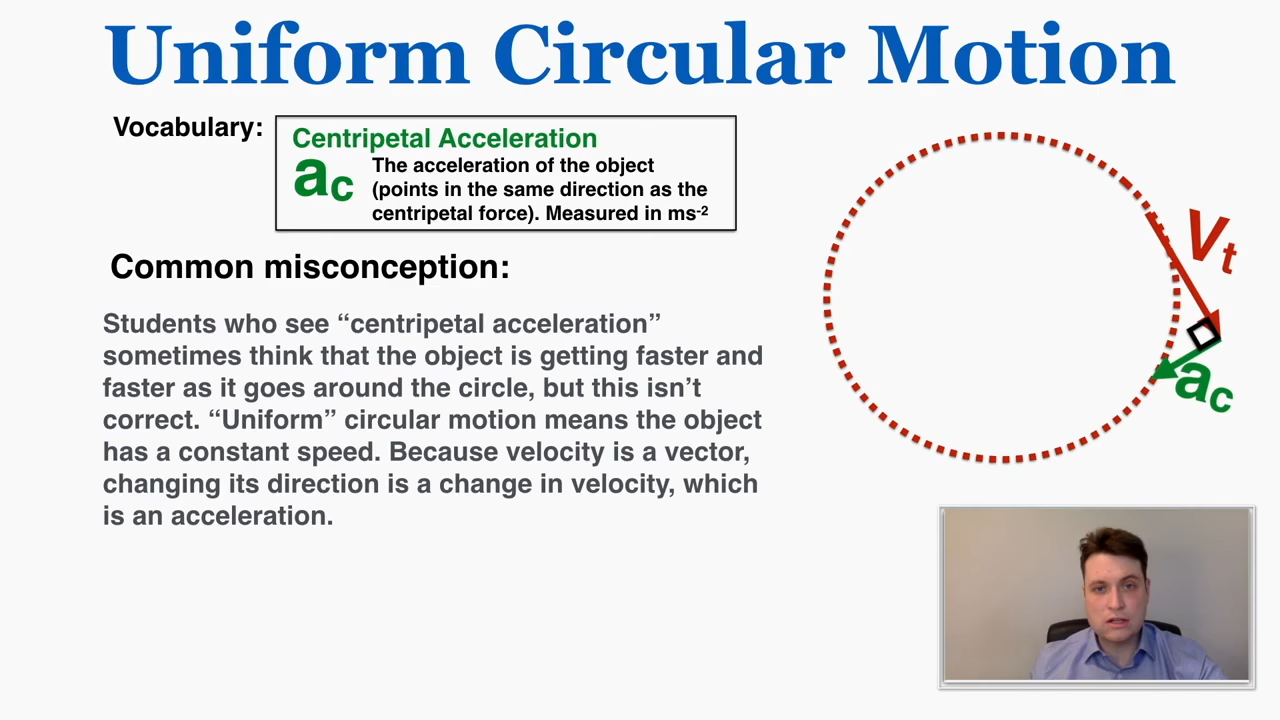 Uniform Circular Motion
Vocabulary:
Centripetal Acceleration
ac
The acceleration of the object
(points in the same direction as the
centripetal force). Measured in ms-2
Common misconception:
Students who see “centripetal acceleration”
sometimes think that the object is getting faster and
faster as it goes around the circle, but this isn’t
correct. “Uniform” circular motion means the object
has a constant speed. Because velocity is a vector,
changing its direction is a change in velocity, which
is an acceleration.
Vt
ac